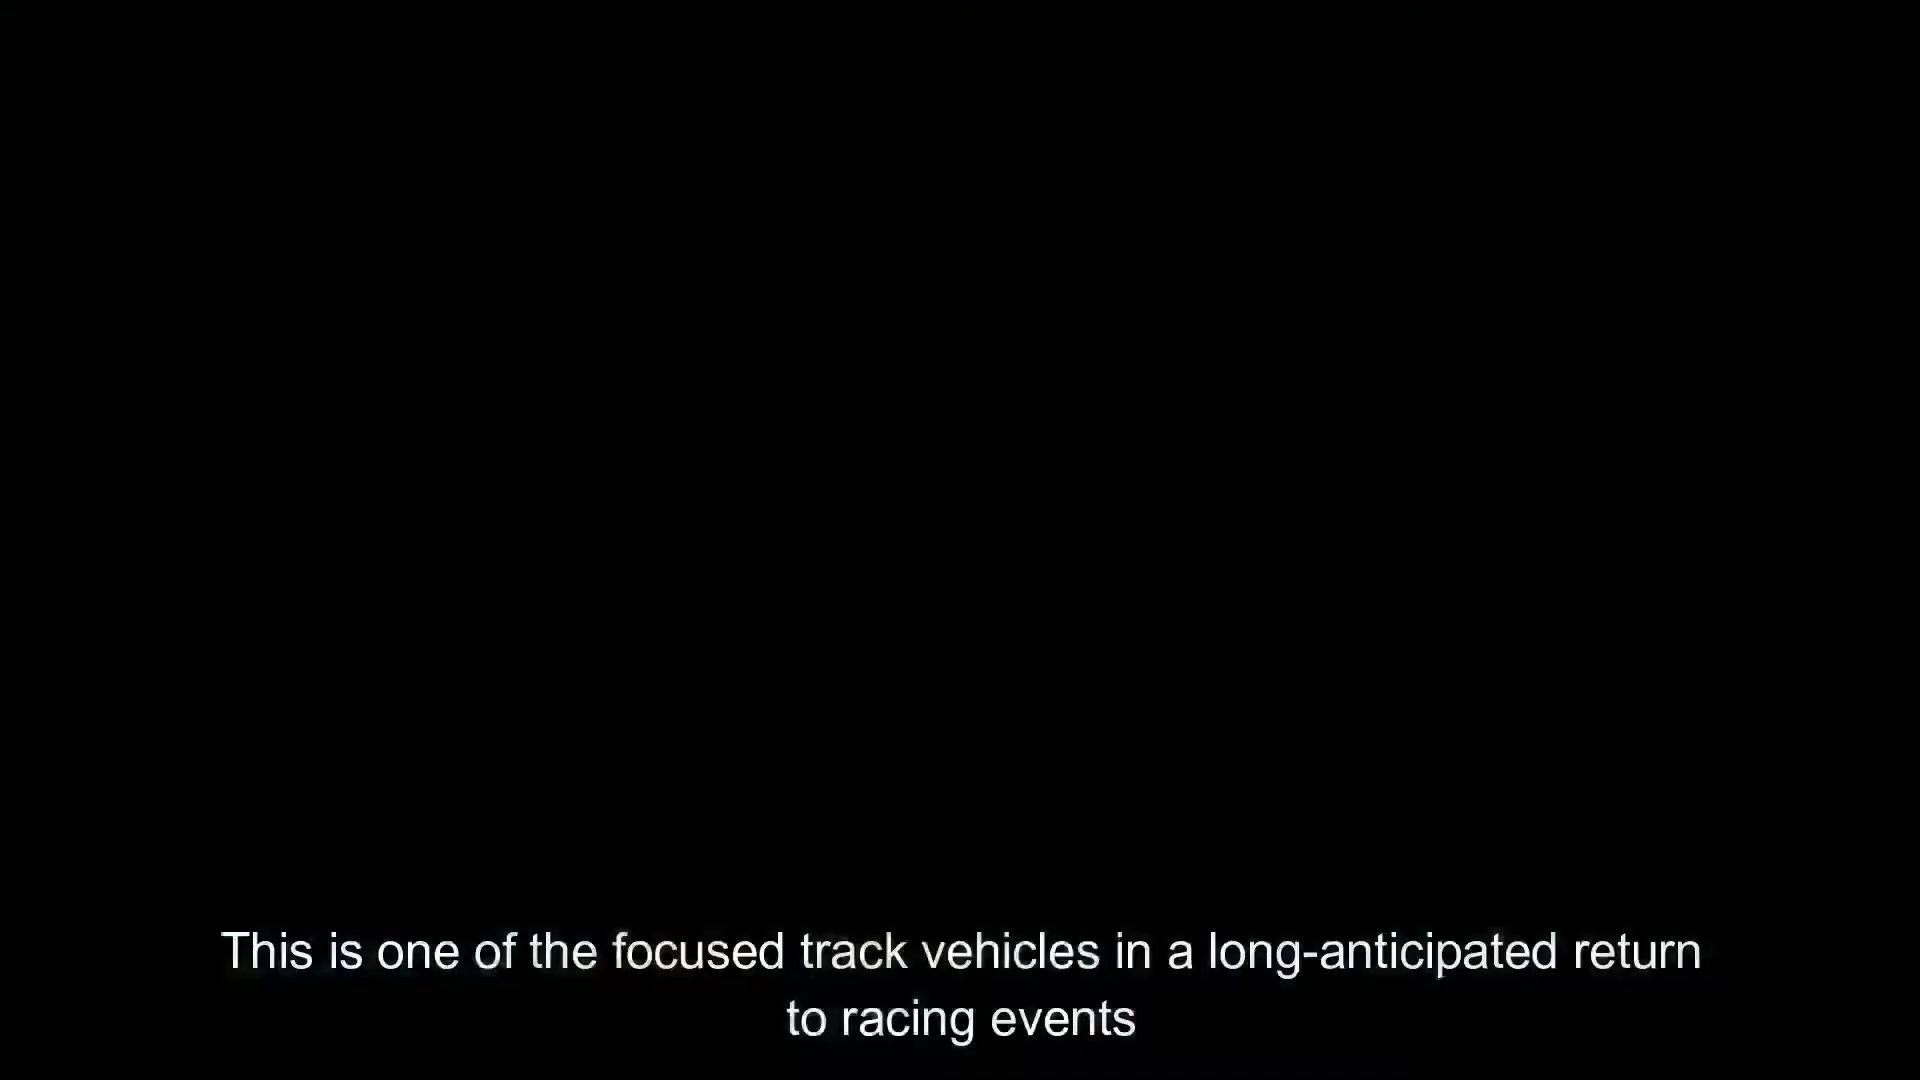 This is one of the focused track vehicles in a long-anticipated return
to racing events